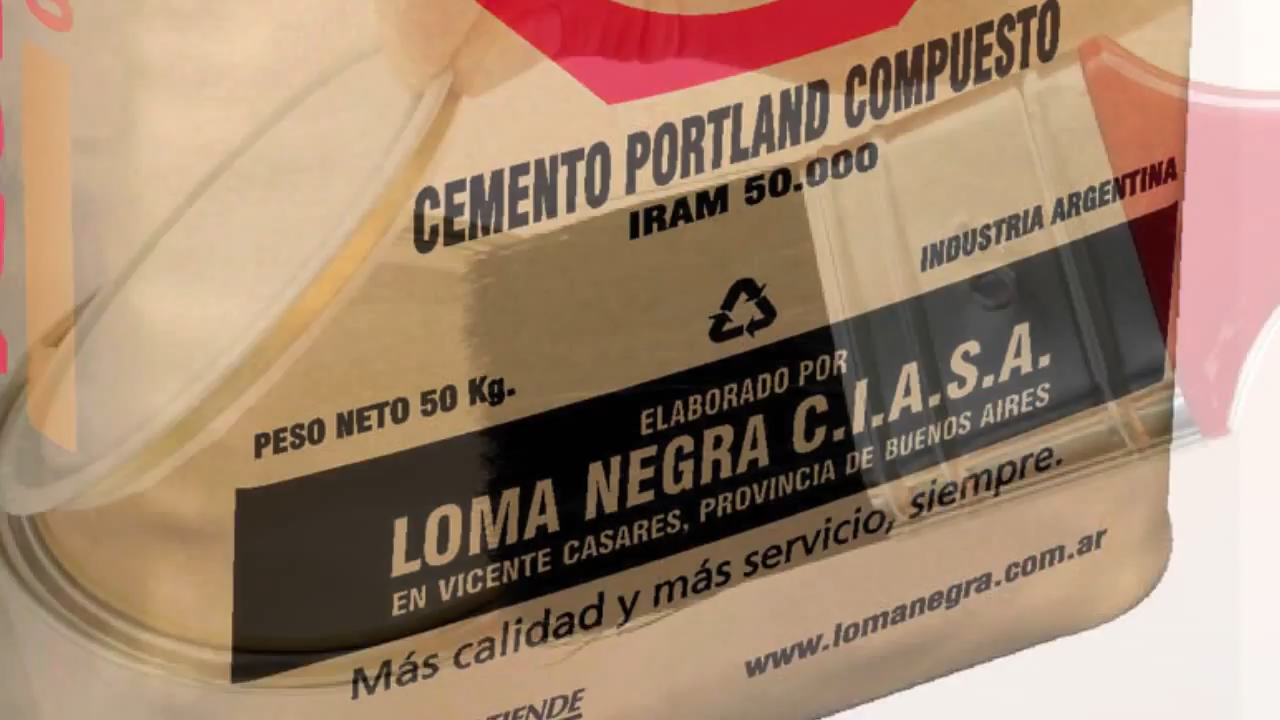 CEMENTO PORTLAND COMPUESTO
IRAM 50.000
INDUSTRIA ARGENTINA
PESO NETO 50 Kg.
ELABORADO POR
LOMA NEGRA C.I.A.S.A.
EN VICENTE CASARES, PROVINCIA DE BUENOS AIRES
Más calidad y más servicio, siempre.
www.lomanegra.com.ar